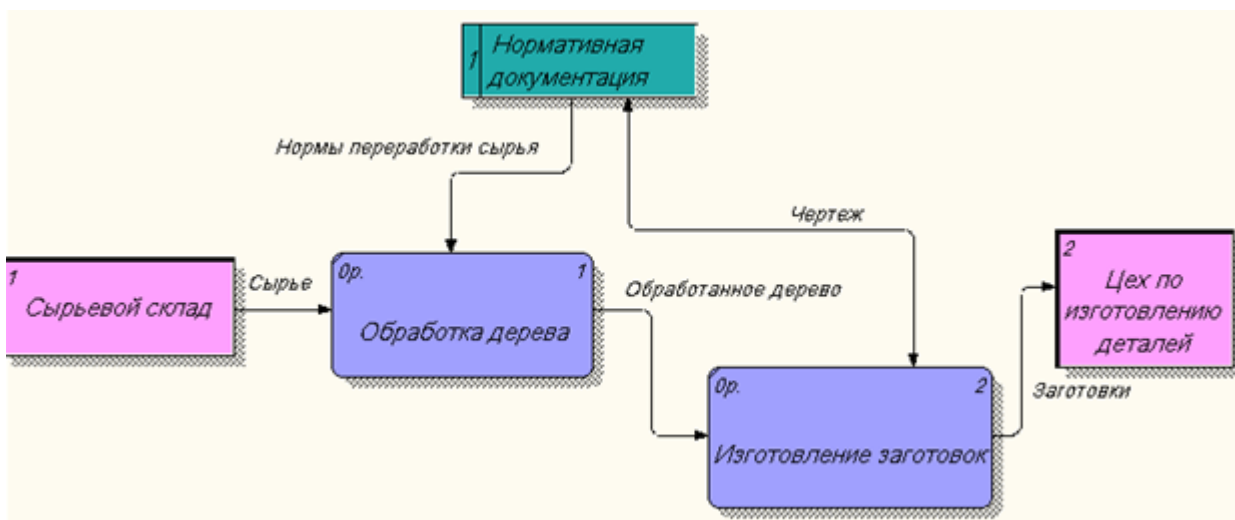 1
Нормативная
документация
Нормы переработки сырья
Чертеж
1
Сырьевой склад
Сырье
0р.
1
Обработка дерева
Обработанное дерево
0р.
2
Изготовление заготовок
2
Цех по
изготовлению
деталей
Заготовки